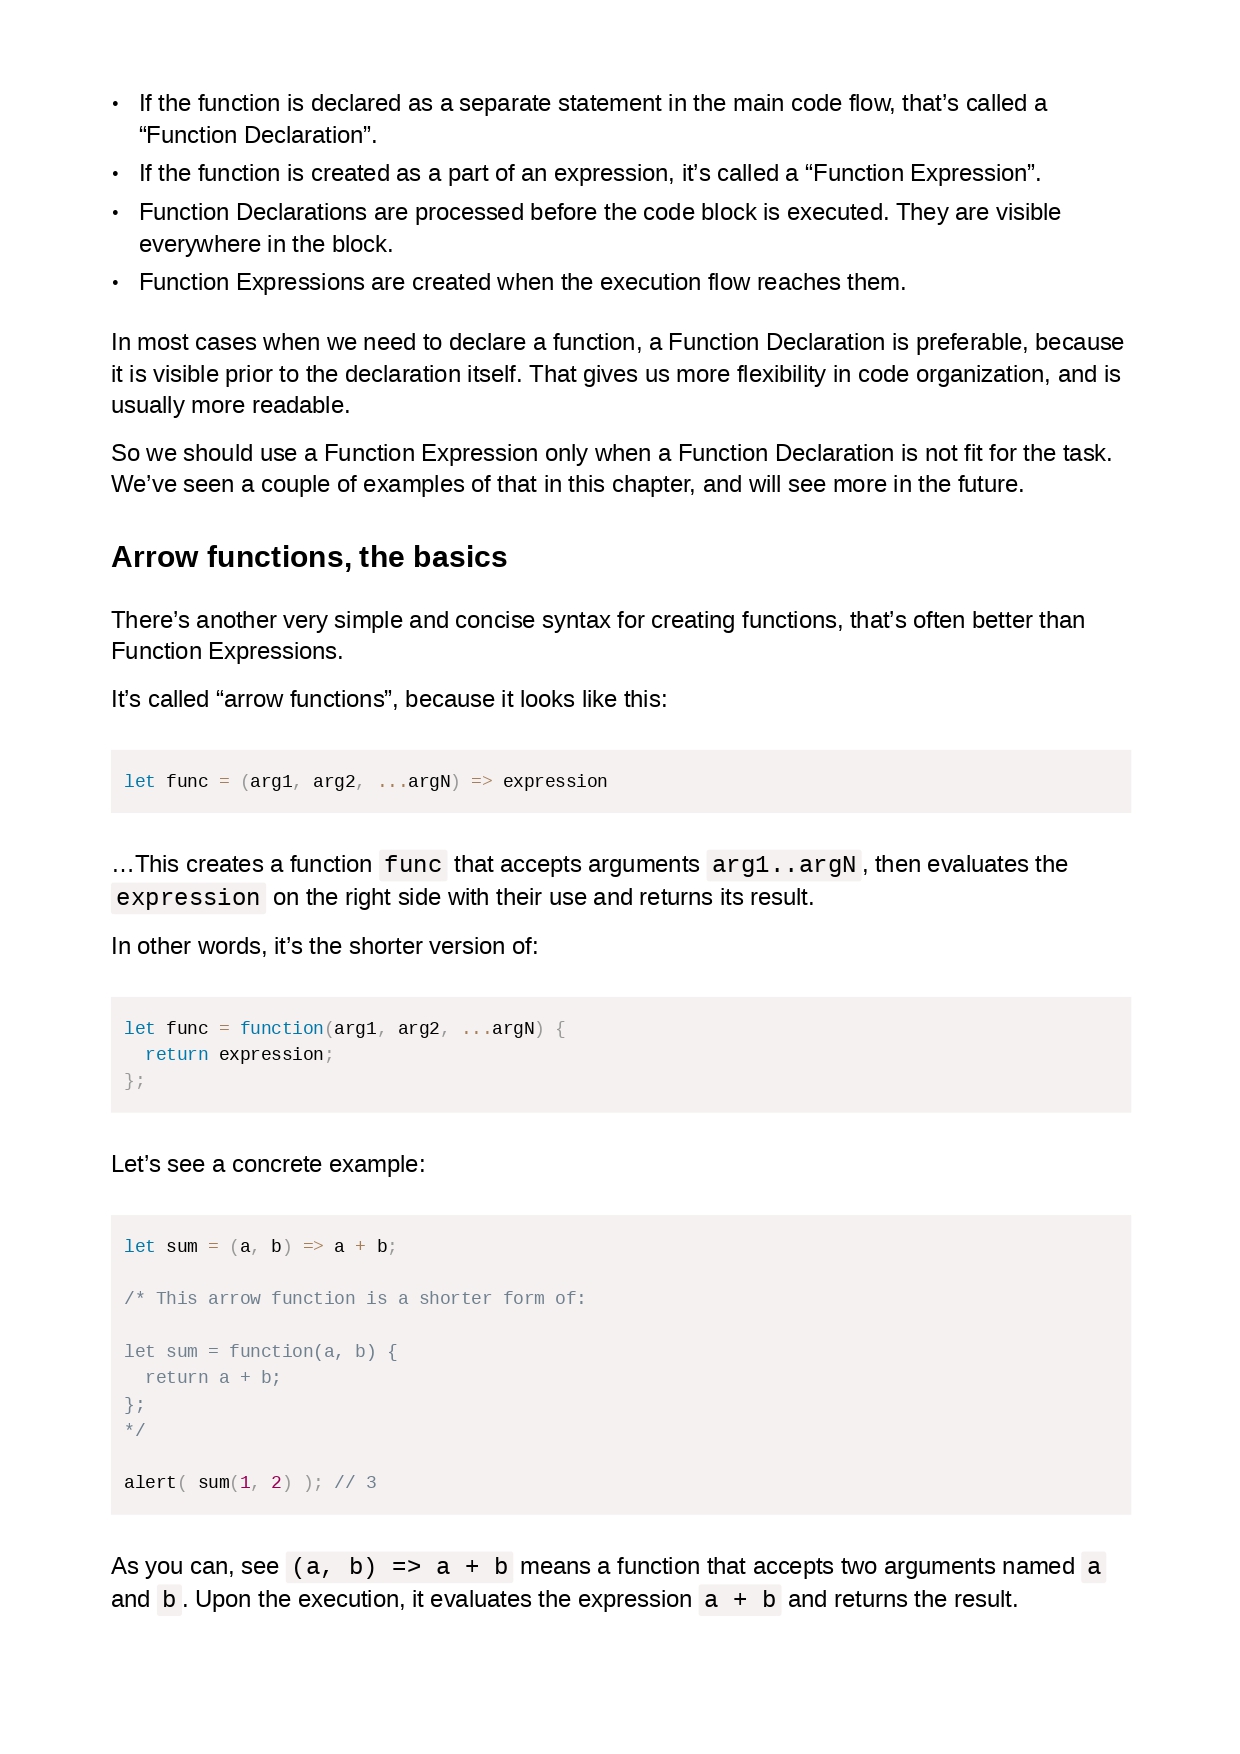 • If the function is declared as a separate statement in the main code flow, that’s called a
“Function Declaration”.
• If the function is created as a part of an expression, it’s called a “Function Expression”.
• Function Declarations are processed before the code block is executed. They are visible
everywhere in the block.
• Function Expressions are created when the execution flow reaches them.
In most cases when we need to declare a function, a Function Declaration is preferable, because
it is visible prior to the declaration itself. That gives us more flexibility in code organization, and is
usually more readable.
So we should use a Function Expression only when a Function Declaration is not fit for the task.
We’ve seen a couple of examples of that in this chapter, and will see more in the future.
Arrow functions, the basics
There’s another very simple and concise syntax for creating functions, that’s often better than
Function Expressions.
It’s called “arrow functions”, because it looks like this:
let func = (arg1, arg2, ...argN) => expression
…This creates a function func that accepts arguments arg1..argN, then evaluates the
expression on the right side with their use and returns its result.
In other words, it’s the shorter version of:
let func = function(arg1, arg2, ...argN) {
  return expression;
};
Let’s see a concrete example:
let sum = (a, b) => a + b;
/* This arrow function is a shorter form of:
let sum = function(a, b) {
  return a + b;
};
*/
alert( sum(1, 2) ); // 3
As you can, see (a, b) => a + b means a function that accepts two arguments named a
and b. Upon the execution, it evaluates the expression a + b and returns the result.